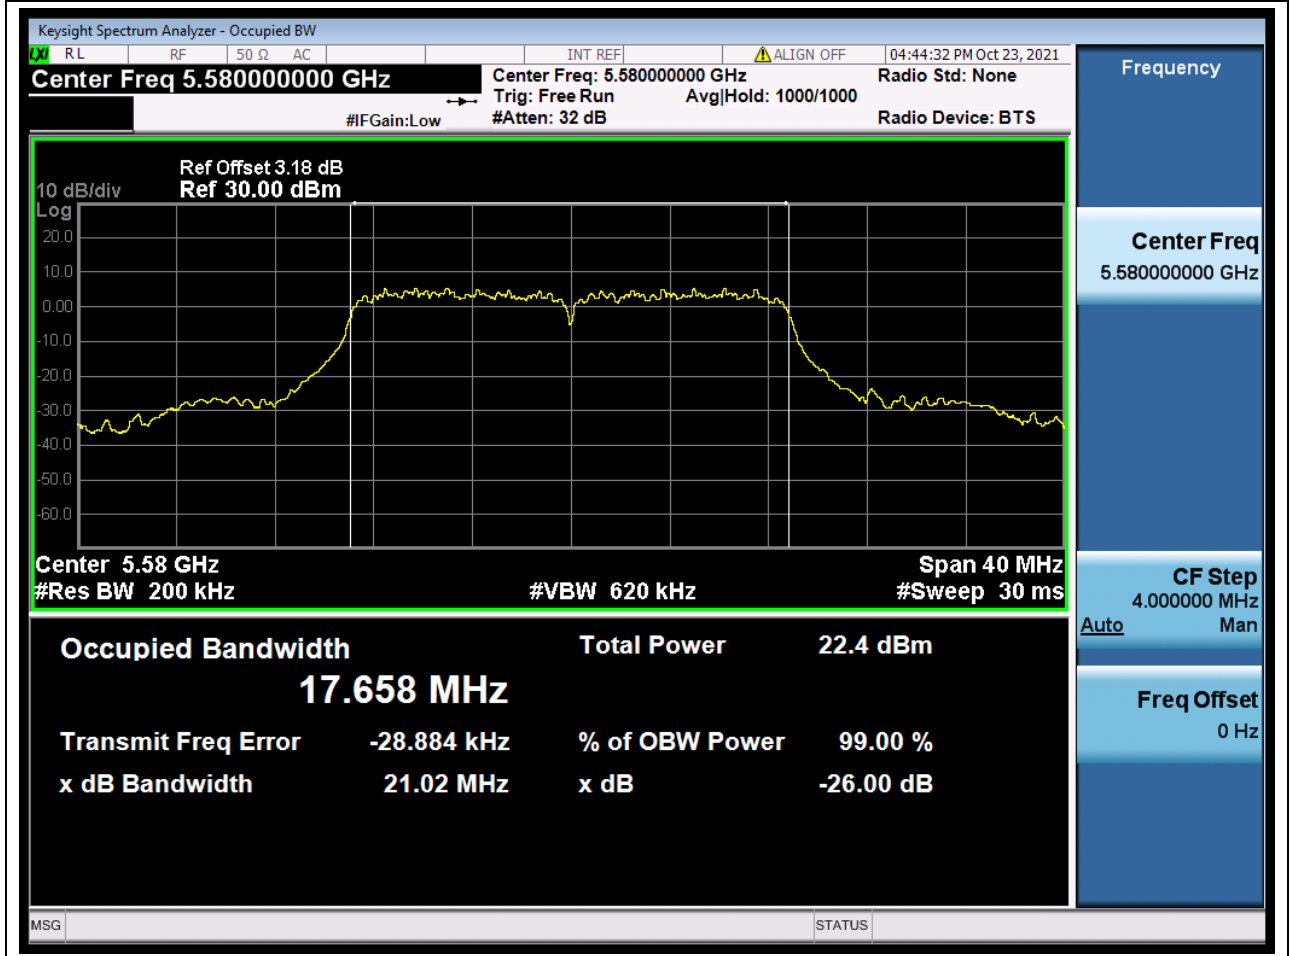 Keysight Spectrum Analyzer - Occupied BW
LXI RL RF 50 Ω AC INT REF ALIGN OFF 04:44:32 PM Oct 23, 2021
Center Freq 5.580000000 GHz
Center Freq: 5.580000000 GHz
Radio Std: None
Trig: Free Run Avg|Hold: 1000/1000
#IFGain:Low
#Atten: 32 dB
Radio Device: BTS
Ref Offset 3.18 dB
10 dB/div Ref 30.00 dBm
Log
20.0
10.0
0.00
-10.0
-20.0
-30.0
-40.0
-50.0
-60.0
Center 5.58 GHz Span 40 MHz
#Res BW 200 kHz #VBW 620 kHz #Sweep 30 ms
Occupied Bandwidth Total Power 22.4 dBm
17.658 MHz
Transmit Freq Error -28.884 kHz % of OBW Power 99.00 %
x dB Bandwidth 21.02 MHz x dB -26.00 dB
Frequency
Center Freq
5.580000000 GHz
CF Step
4.000000 MHz
Auto Man
Freq Offset
0 Hz
MSG STATUS